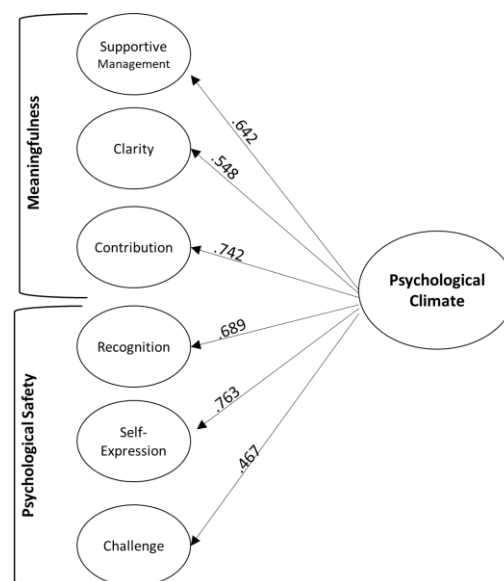 Meaningfulness
Supportive
Management
Clarity
Contribution
Psychological Safety
Recognition
Self-
Expression
Challenge
.642
.548
.742
.689
.763
.467
Psychological
Climate